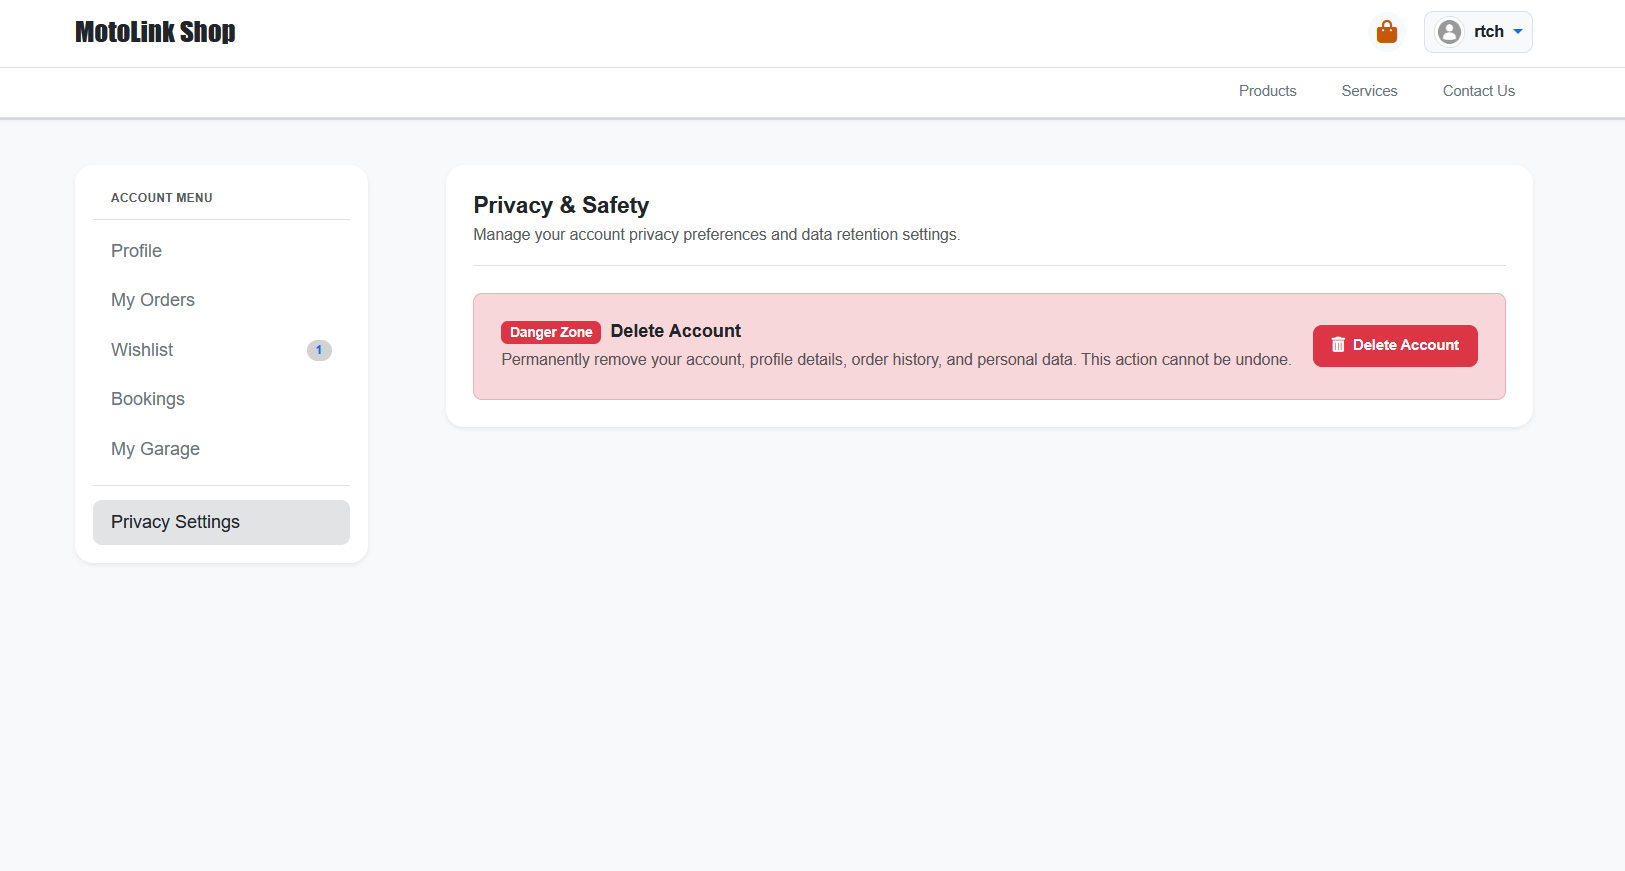 MotoLink Shop
rtch
Products
Services
Contact Us
ACCOUNT MENU
Profile
My Orders
Wishlist
1
Bookings
My Garage
Privacy Settings
Privacy & Safety
Manage your account privacy preferences and data retention settings.
Danger Zone Delete Account
Permanently remove your account, profile details, order history, and personal data. This action cannot be undone.
Delete Account